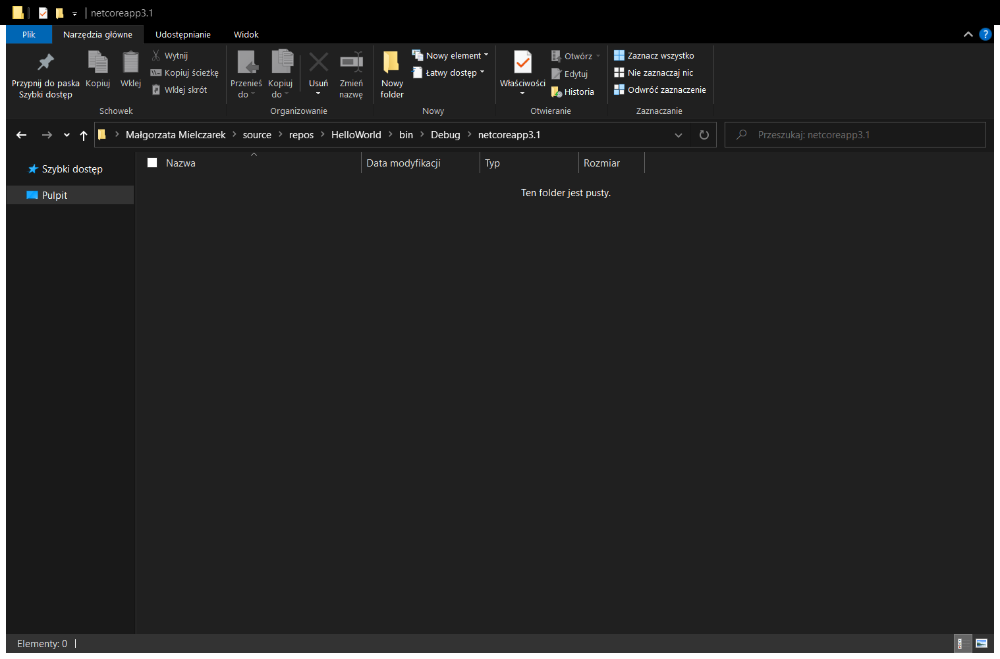 netcoreapp3.1
Plik Narzędzia główne Udostępnianie Widok
?
Przypnij do paska Szybki dostęp
Kopiuj
Wklej
Wytnij
Kopiuj ścieżkę
Wklej skrót
Schowek
Przenieś do
Kopiuj do
Usuń
Zmień nazwę
Organizowanie
Nowy folder
Nowy element
Łatwy dostęp
Nowy
Właściwości
Otwórz
Edytuj
Historia
Otwieranie
Zaznacz wszystko
Nie zaznaczaj nic
Odwróć zaznaczenie
Zaznaczanie
Małgorzata Mielczarek > source > repos > HelloWorld > bin > Debug > netcoreapp3.1
Przeszukaj: netcoreapp3.1
Szybki dostęp
Pulpit
Nazwa Data modyfikacji Typ Rozmiar
Ten folder jest pusty.
Elementy: 0